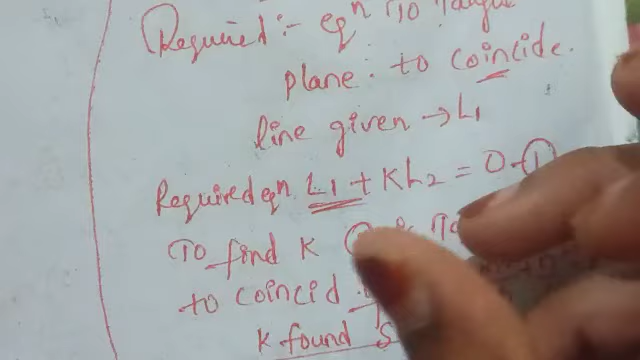 Required:- eqn To Tange
plane: to coincide.
line given → L1
Required eqn L1 + KL2 = 0 - 1
To find K
to coincid
K found S